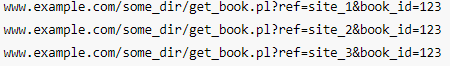 www.example.com/some_dir/get_book.pl?ref=site_1&book_id=123
www.example.com/some_dir/get_book.pl?ref=site_2&book_id=123
www.example.com/some_dir/get_book.pl?ref=site_3&book_id=123